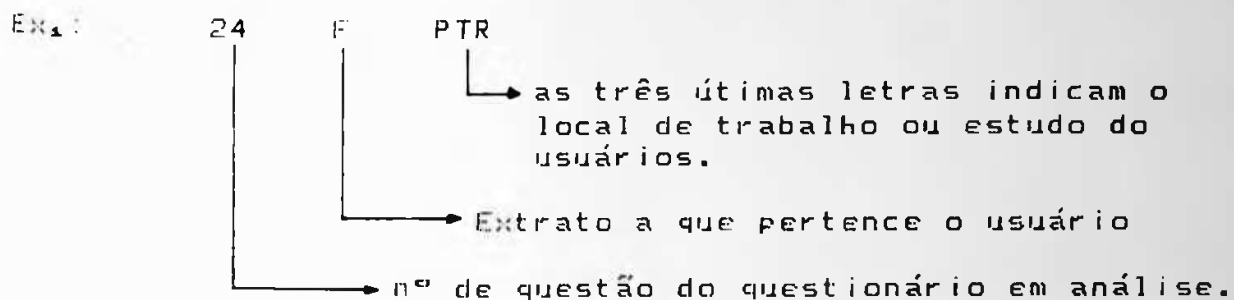 Ex₁: 24 F PTR
as três útimas letras indicam o
local de trabalho ou estudo do
usuários.
Extrato a que pertence o usuário
nº de questão do questionário em análise.